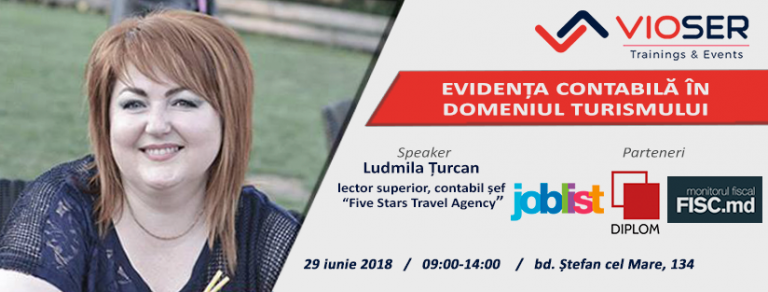 VIOSER
Trainings & Events
EVIDENȚA CONTABILĂ ÎN
DOMENIUL TURISMULUI
Speaker
Ludmila Țurcan
lector superior, contabil șef
“Five Stars Travel Agency”
Parteneri
joblist
DIPLOM
monitorul fiscal
FISC.md
29 iunie 2018 / 09:00-14:00 / bd. Ștefan cel Mare, 134